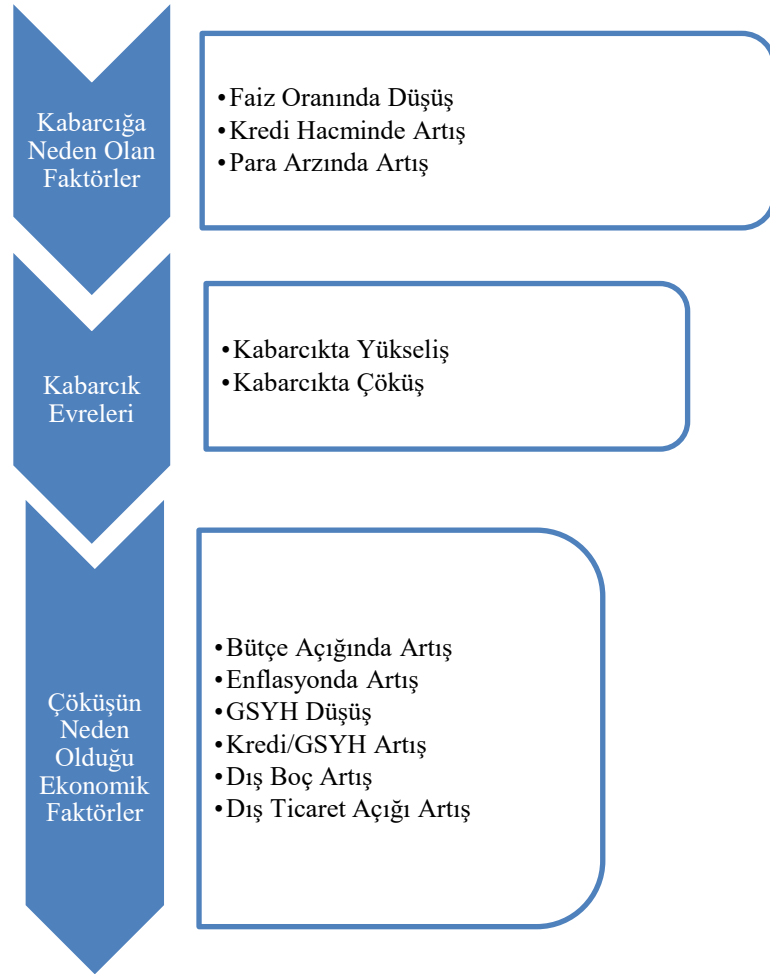 Kabarcığa
Neden Olan
Faktörler
•Faiz Oranında Düşüş
•Kredi Hacminde Artış
•Para Arzında Artış
Kabarcık
Evreleri
•Kabarcıkta Yükseliş
•Kabarcıkta Çöküş
Çöküşün
Neden
Olduğu
Ekonomik
Faktörler
•Bütçe Açığında Artış
•Enflasyonda Artış
•GSYH Düşüş
•Kredi/GSYH Artış
•Dış Boç Artış
•Dış Ticaret Açığı Artış